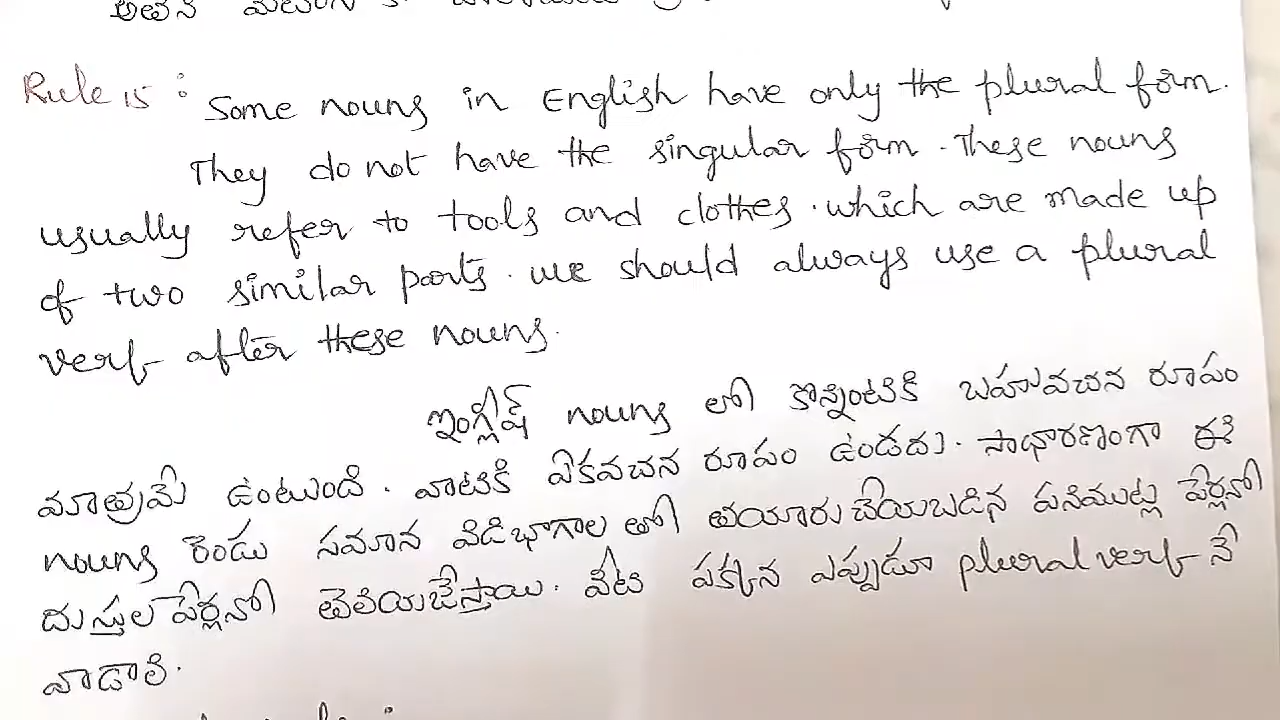 Rule 15 : Some nouns in English have only the plural form.
They do not have the singular form. These nouns
usually refer to tools and clothes. which are made up
of two similar parts. we should always use a plural
verb after these nouns.
ఇంగ్లీష్ nouns లో కొన్నింటికి బహువచన రూపం
మాత్రమే ఉంటుంది. వాటికి ఏకవచన రూపం ఉండదు. సాధారణంగా ఈ
nouns రెండు సమాన విడిభాగాల తో తయారుచేయబడిన పనిముట్ల పేర్లనో
దుస్తుల పేర్లనో తెలియజేస్తాయి. వీటి పక్కన ఎప్పుడూ plural verb నే
వాడాలి.